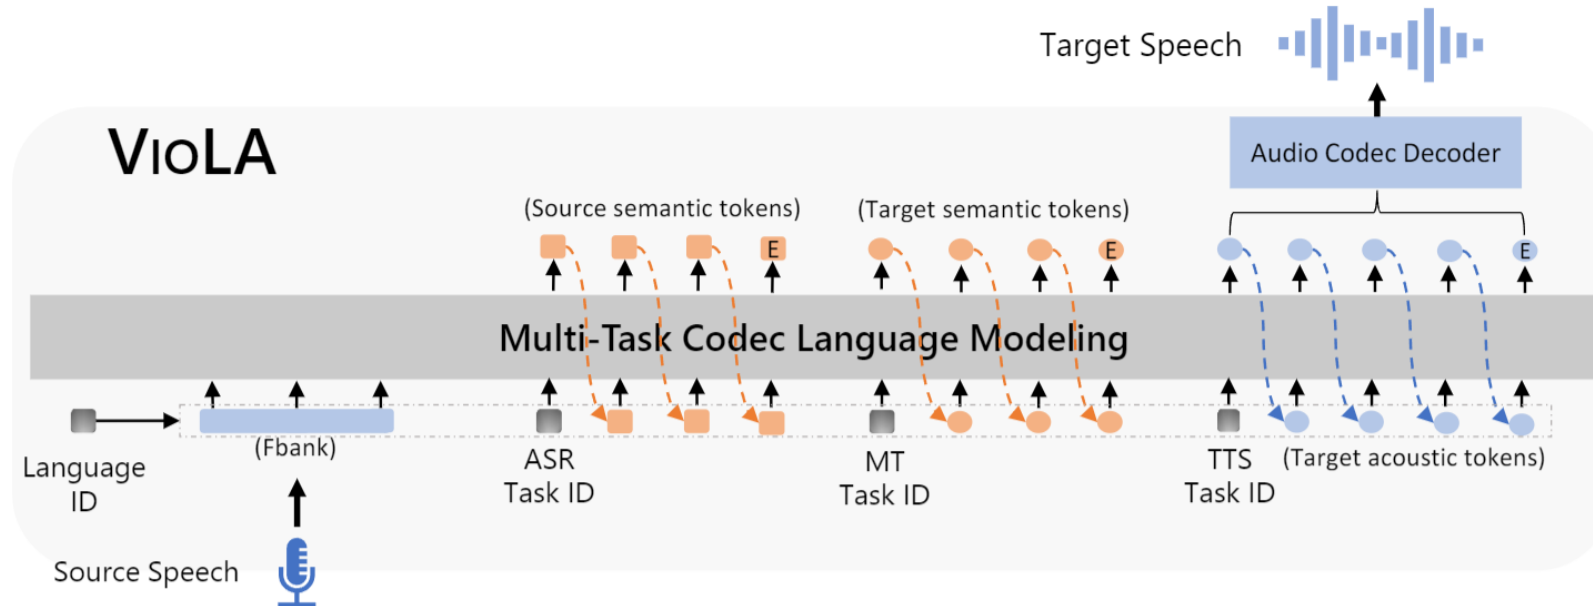 Target Speech
VIOLA
Audio Codec Decoder
(Source semantic tokens)
(Target semantic tokens)
E
E
E
Multi-Task Codec Language Modeling
(Fbank)
Language
ID
ASR
Task ID
MT
Task ID
TTS
Task ID
(Target acoustic tokens)
Source Speech